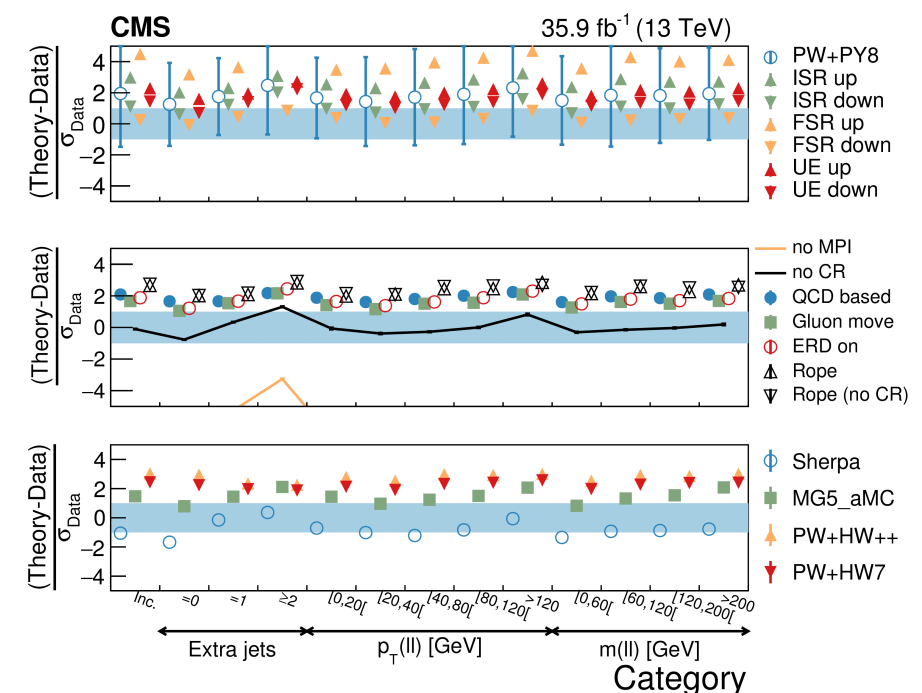 CMS 35.9 fb⁻¹ (13 TeV)
(Theory-Data)
σ_Data
4
2
0
−2
−4
PW+PY8
ISR up
ISR down
FSR up
FSR down
UE up
UE down
(Theory-Data)
σ_Data
4
2
0
−2
−4
no MPI
no CR
QCD based
Gluon move
ERD on
Rope
Rope (no CR)
(Theory-Data)
σ_Data
4
2
0
−2
−4
Sherpa
MG5_aMC
PW+HW++
PW+HW7
Inc. =0 =1 ≥2 [0,20[ [20,40[ [40,80[ [80,120[ >120 [0,60[ [60,120[ [120,200[ >200
Extra jets p_T(ll) [GeV] m(ll) [GeV]
Category